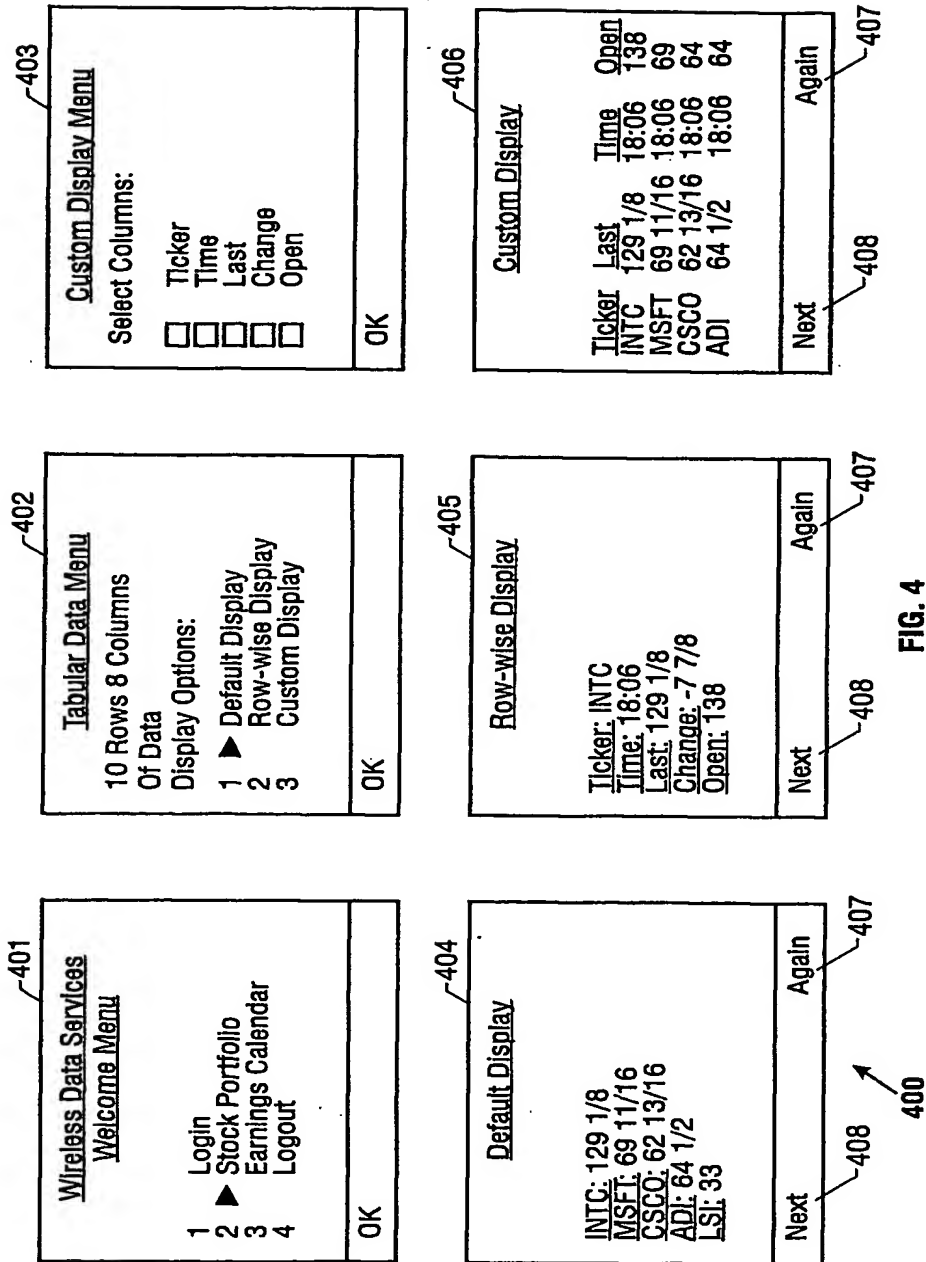 401
Wireless Data Services
Welcome Menu
1 Login
2 ▶ Stock Portfolio
3 Earnings Calendar
4 Logout
OK
402
Tabular Data Menu
10 Rows 8 Columns
Of Data
Display Options:
1 ▶ Default Display
2 Row-wise Display
3 Custom Display
OK
403
Custom Display Menu
Select Columns:
Ticker
Time
Last
Change
Open
OK
404
Default Display
INTC: 129 1/8
MSFT: 69 11/16
CSCO: 62 13/16
ADI: 64 1/2
LSI: 33
Next Again
408 407
400
405
Row-wise Display
Ticker: INTC
Time: 18:06
Last: 129 1/8
Change: -7 7/8
Open: 138
Next Again
408 407
406
Custom Display
Ticker Last Time Open
INTC 129 1/8 18:06 138
MSFT 69 11/16 18:06 69
CSCO 62 13/16 18:06 64
ADI 64 1/2 18:06 64
Next Again
408 407
FIG. 4